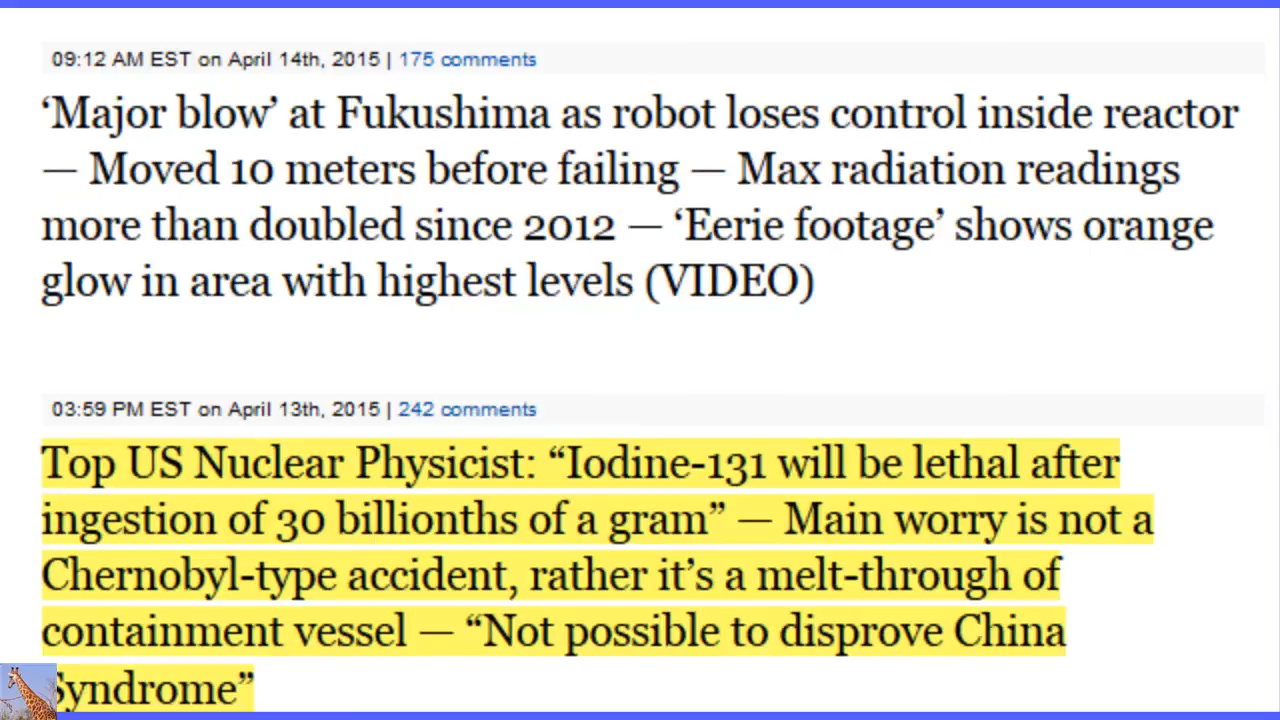 09:12 AM EST on April 14th, 2015 | 175 comments
‘Major blow’ at Fukushima as robot loses control inside reactor
— Moved 10 meters before failing — Max radiation readings
more than doubled since 2012 — ‘Eerie footage’ shows orange
glow in area with highest levels (VIDEO)
03:59 PM EST on April 13th, 2015 | 242 comments
Top US Nuclear Physicist: “Iodine-131 will be lethal after
ingestion of 30 billionths of a gram” — Main worry is not a
Chernobyl-type accident, rather it’s a melt-through of
containment vessel — “Not possible to disprove China
Syndrome”